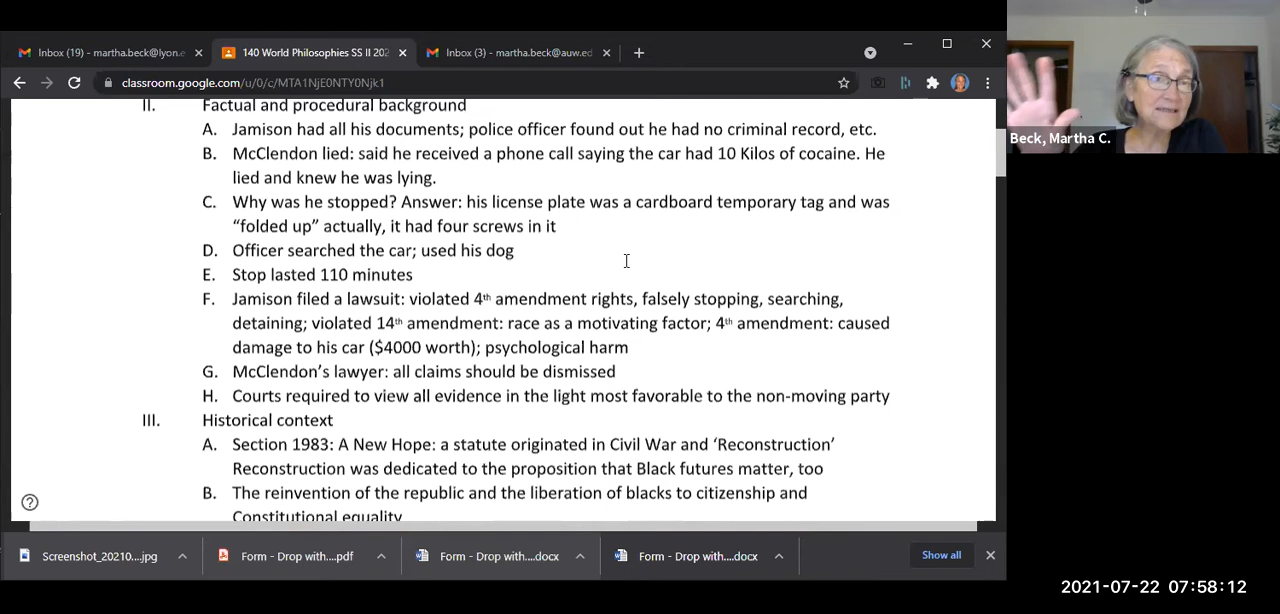 Inbox (19) - martha.beck@lyon.e
140 World Philosophies SS II 202
Inbox (3) - martha.beck@auw.ed
classroom.google.com/u/0/c/MTA1NjE0NTY0Njk1
Beck, Martha C.
II. Factual and procedural background
A. Jamison had all his documents; police officer found out he had no criminal record, etc.
B. McClendon lied: said he received a phone call saying the car had 10 Kilos of cocaine. He
lied and knew he was lying.
C. Why was he stopped? Answer: his license plate was a cardboard temporary tag and was
“folded up” actually, it had four screws in it
D. Officer searched the car; used his dog
E. Stop lasted 110 minutes
F. Jamison filed a lawsuit: violated 4th amendment rights, falsely stopping, searching,
detaining; violated 14th amendment: race as a motivating factor; 4th amendment: caused
damage to his car ($4000 worth); psychological harm
G. McClendon’s lawyer: all claims should be dismissed
H. Courts required to view all evidence in the light most favorable to the non-moving party
III. Historical context
A. Section 1983: A New Hope: a statute originated in Civil War and ‘Reconstruction’
Reconstruction was dedicated to the proposition that Black futures matter, too
B. The reinvention of the republic and the liberation of blacks to citizenship and
Constitutional equality
Screenshot_20210....jpg
Form - Drop with....pdf
Form - Drop with....docx
Form - Drop with....docx
Show all
2021-07-22 07:58:12